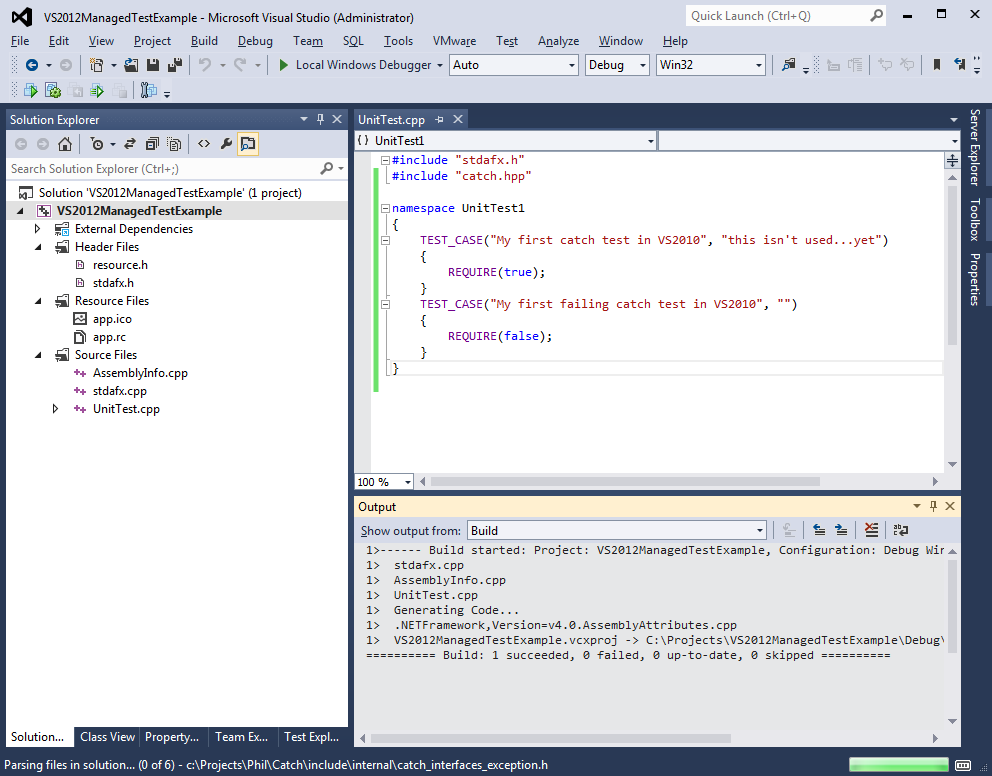 VS2012ManagedTestExample - Microsoft Visual Studio (Administrator)
Quick Launch (Ctrl+Q)
File Edit View Project Build Debug Team SQL Tools VMware Test Analyze Window Help
Local Windows Debugger Auto Debug Win32
Solution Explorer
Search Solution Explorer (Ctrl+;)
Solution 'VS2012ManagedTestExample' (1 project)
VS2012ManagedTestExample
External Dependencies
Header Files
resource.h
stdafx.h
Resource Files
app.ico
app.rc
Source Files
AssemblyInfo.cpp
stdafx.cpp
UnitTest.cpp
Solution... Class View Property... Team Ex... Test Expl...
UnitTest.cpp
{ } UnitTest1
#include "stdafx.h"
#include "catch.hpp"
namespace UnitTest1
{
TEST_CASE("My first catch test in VS2010", "this isn't used...yet")
{
REQUIRE(true);
}
TEST_CASE("My first failing catch test in VS2010", "")
{
REQUIRE(false);
}
}
100 %
Output
Show output from: Build
1>------ Build started: Project: VS2012ManagedTestExample, Configuration: Debug Win
1> stdafx.cpp
1> AssemblyInfo.cpp
1> UnitTest.cpp
1> Generating Code...
1> .NETFramework,Version=v4.0.AssemblyAttributes.cpp
1> VS2012ManagedTestExample.vcxproj -> C:\Projects\VS2012ManagedTestExample\Debug\
========== Build: 1 succeeded, 0 failed, 0 up-to-date, 0 skipped ==========
Server Explorer
Toolbox
Properties
Parsing files in solution... (0 of 6) - c:\Projects\Phil\Catch\include\internal\catch_interfaces_exception.h